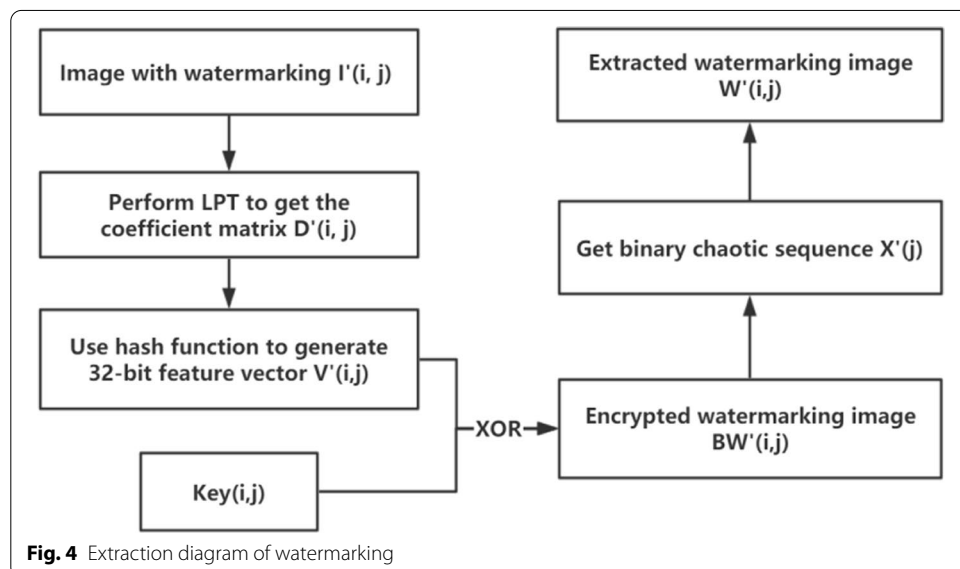 Image with watermarking I'(i, j)
Perform LPT to get the
coefficient matrix D'(i, j)
Use hash function to generate
32-bit feature vector V'(i,j)
Key(i,j)
XOR
Encrypted watermarking image
BW'(i,j)
Get binary chaotic sequence X'(j)
Extracted watermarking image
W'(i,j)
Fig. 4 Extraction diagram of watermarking